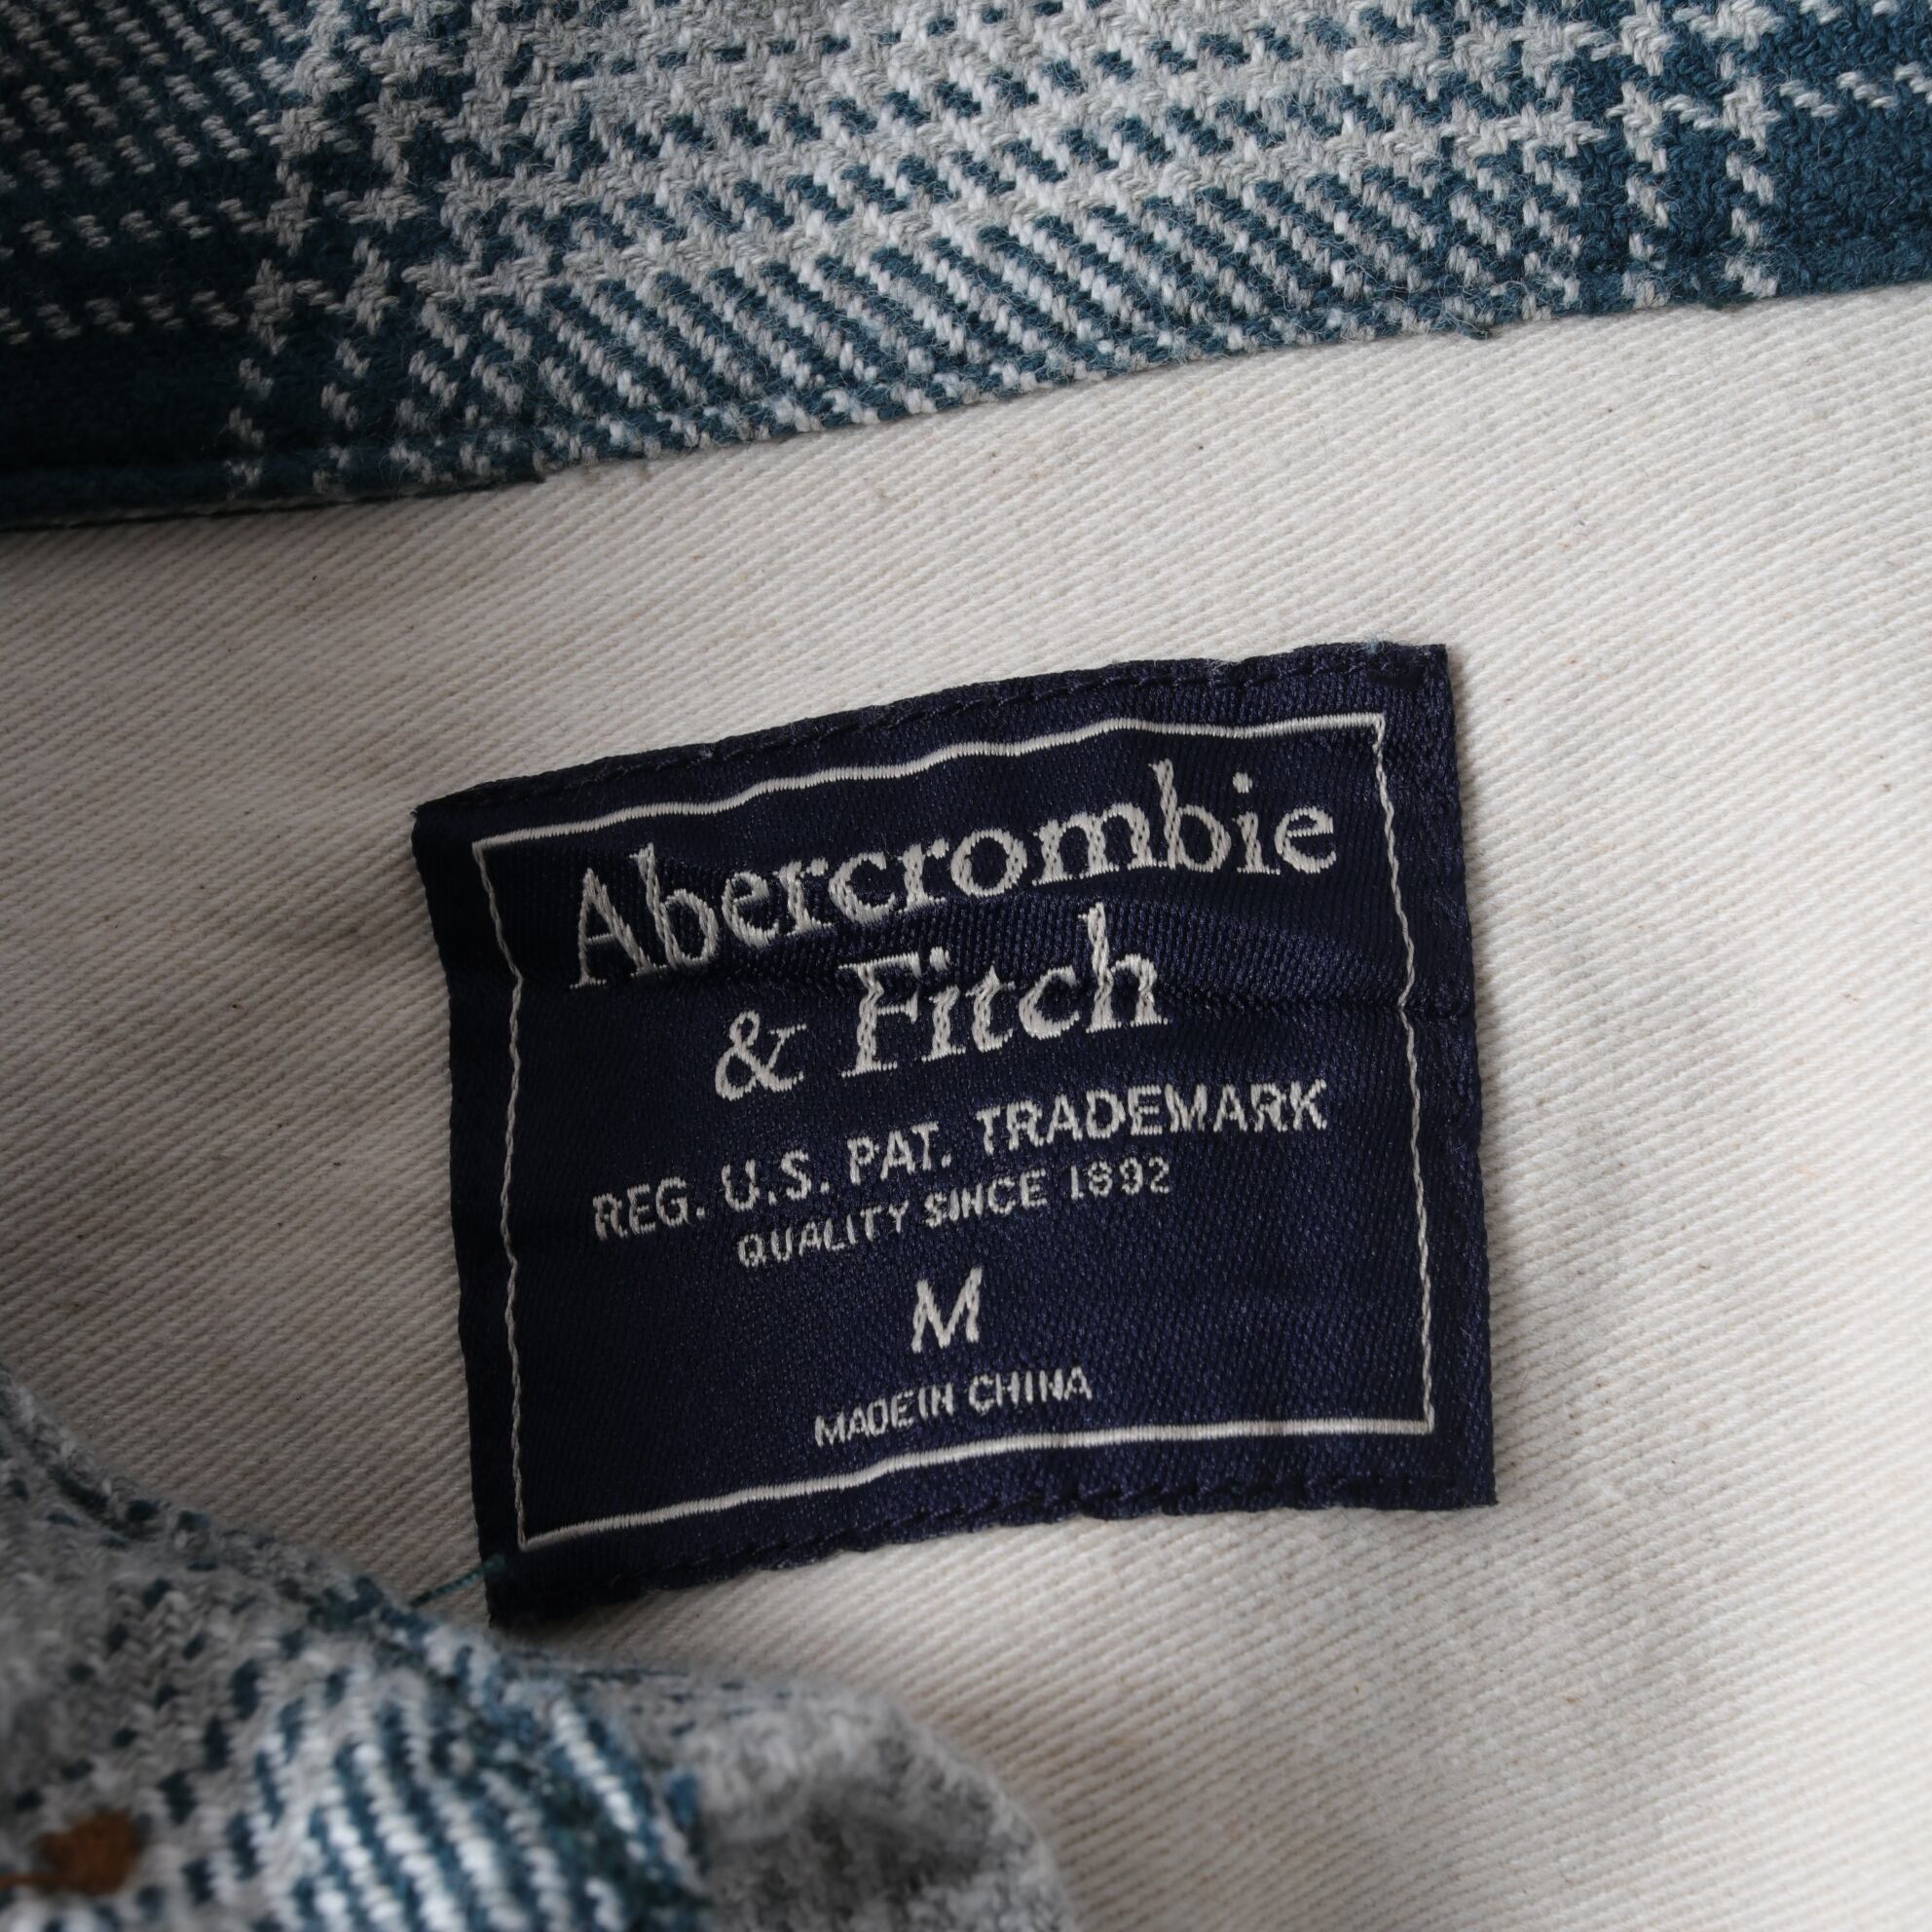 Abercrombie
& Fitch
REG. U.S. PAT. TRADEMARK
QUALITY SINCE 1892
M
MADE IN CHINA